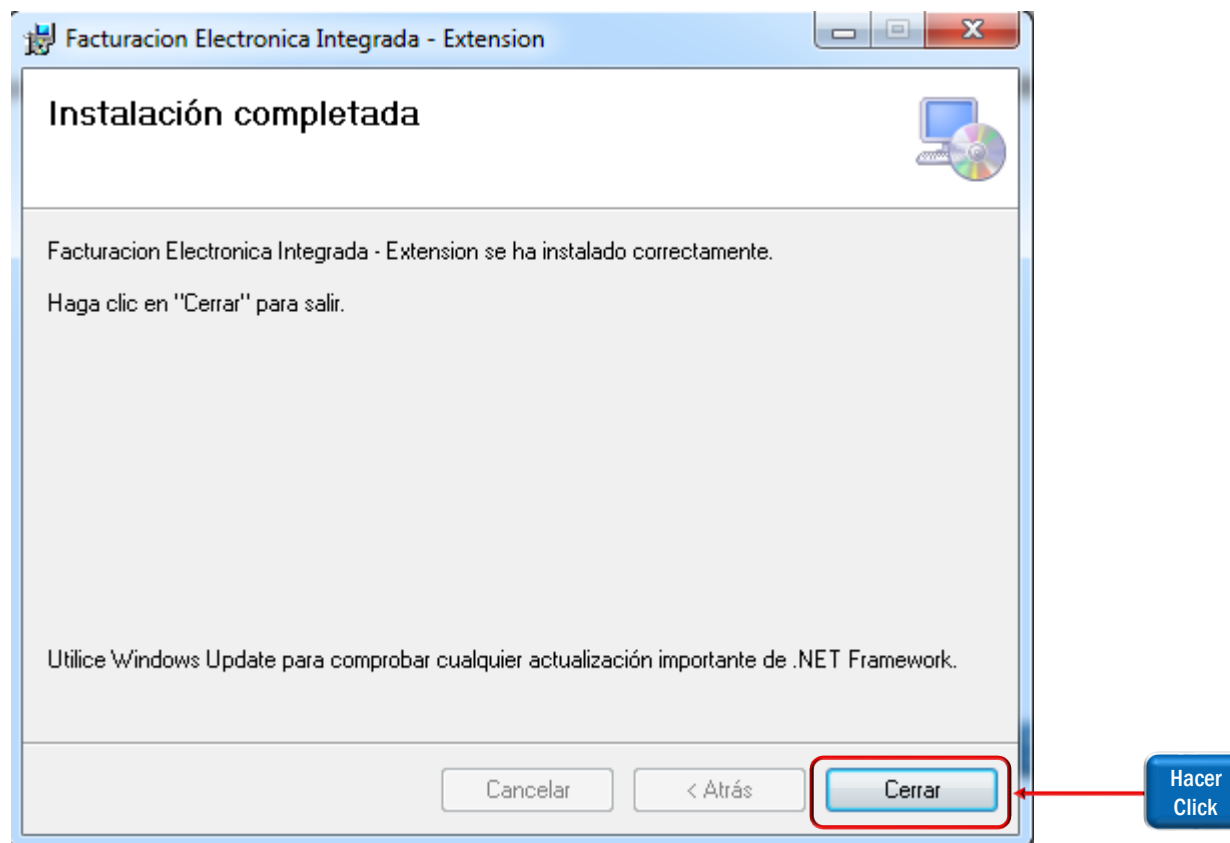 Facturacion Electronica Integrada - Extension
Instalación completada
Facturacion Electronica Integrada - Extension se ha instalado correctamente.
Haga clic en "Cerrar" para salir.
Utilice Windows Update para comprobar cualquier actualización importante de .NET Framework.
Cancelar
< Atrás
Cerrar
Hacer
Click